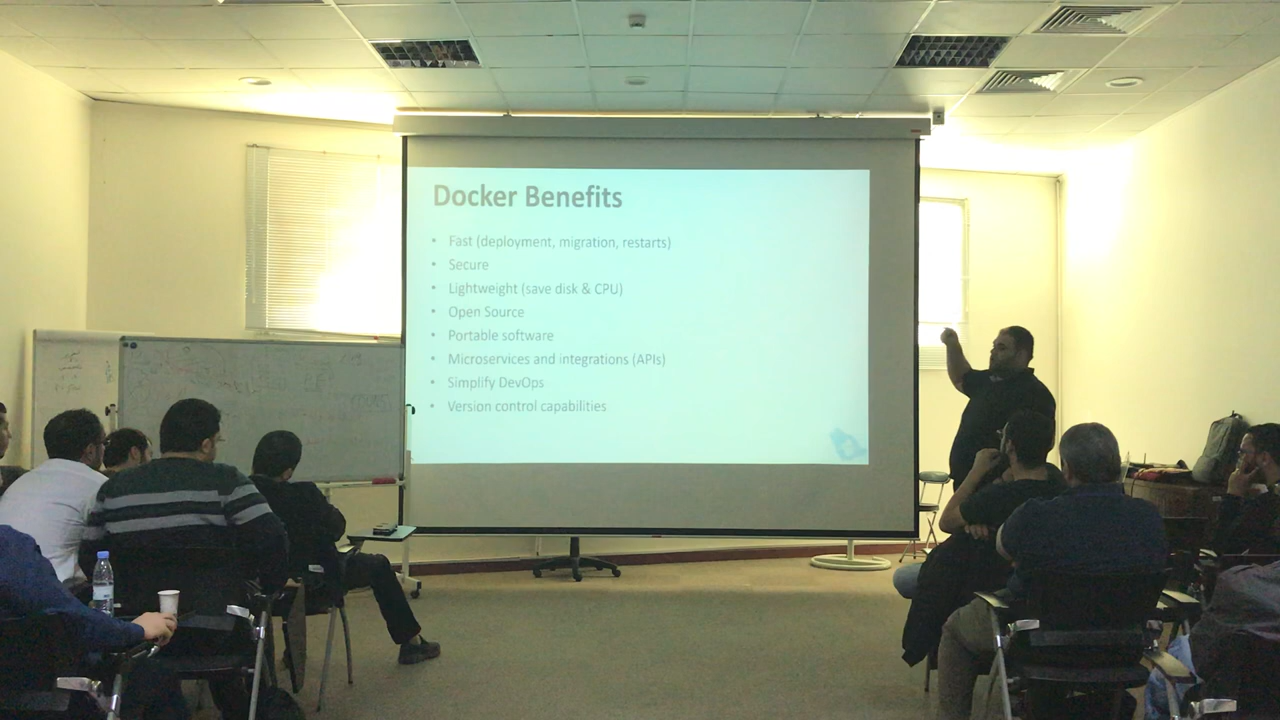 Docker Benefits
• Fast (deployment, migration, restarts)
• Secure
• Lightweight (save disk & CPU)
• Open Source
• Portable software
• Microservices and integrations (APIs)
• Simplify DevOps
• Version control capabilities